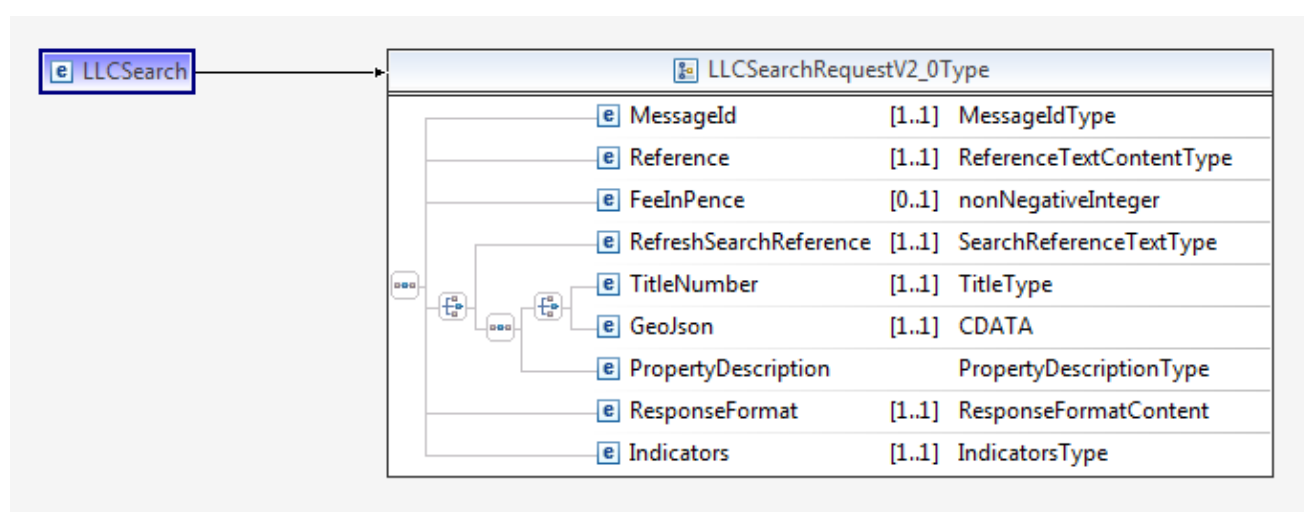 e LLCSearch
LLCSearchRequestV2_0Type
e MessageId [1..1] MessageIdType
e Reference [1..1] ReferenceTextContentType
e FeeInPence [0..1] nonNegativeInteger
e RefreshSearchReference [1..1] SearchReferenceTextType
e TitleNumber [1..1] TitleType
e GeoJson [1..1] CDATA
e PropertyDescription PropertyDescriptionType
e ResponseFormat [1..1] ResponseFormatContent
e Indicators [1..1] IndicatorsType